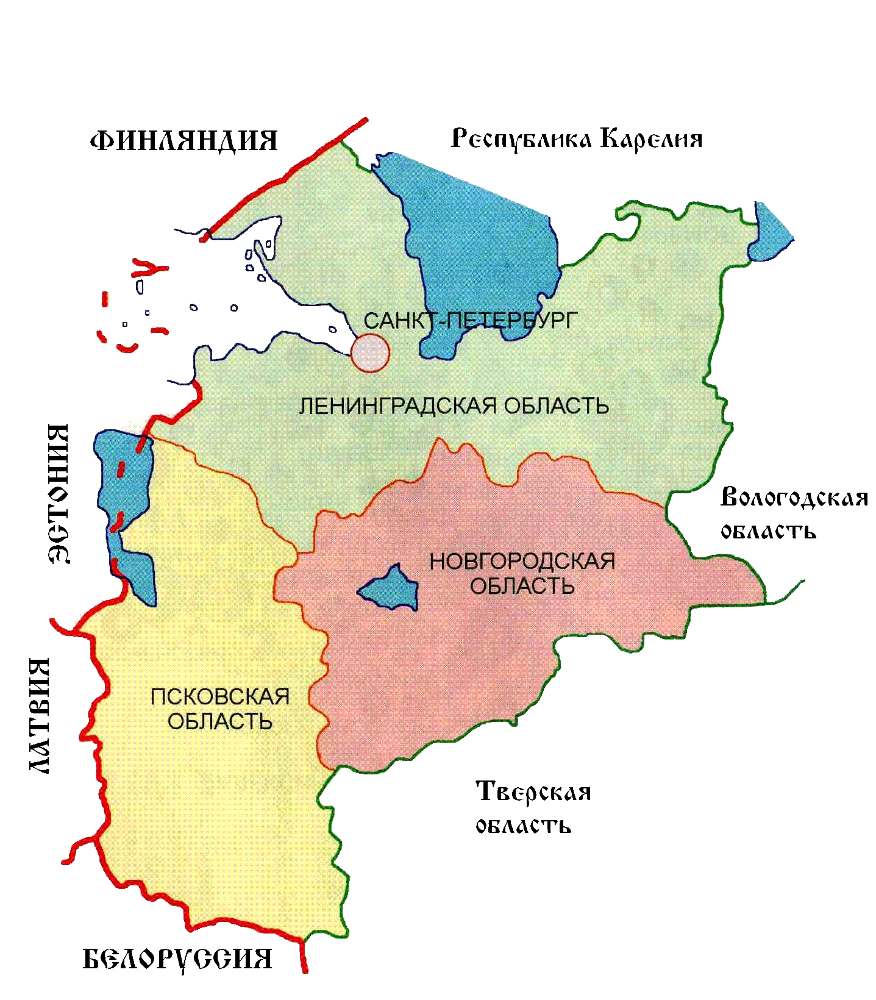 ФИНЛЯНДИЯ
Республика Карелия
САНКТ-ПЕТЕРБУРГ
ЛЕНИНГРАДСКАЯ ОБЛАСТЬ
ЭСТОНИЯ
Вологодская
область
НОВГОРОДСКАЯ
ОБЛАСТЬ
ЛАТВИЯ
ПСКОВСКАЯ
ОБЛАСТЬ
Тверская
область
БЕЛОРУССИЯ